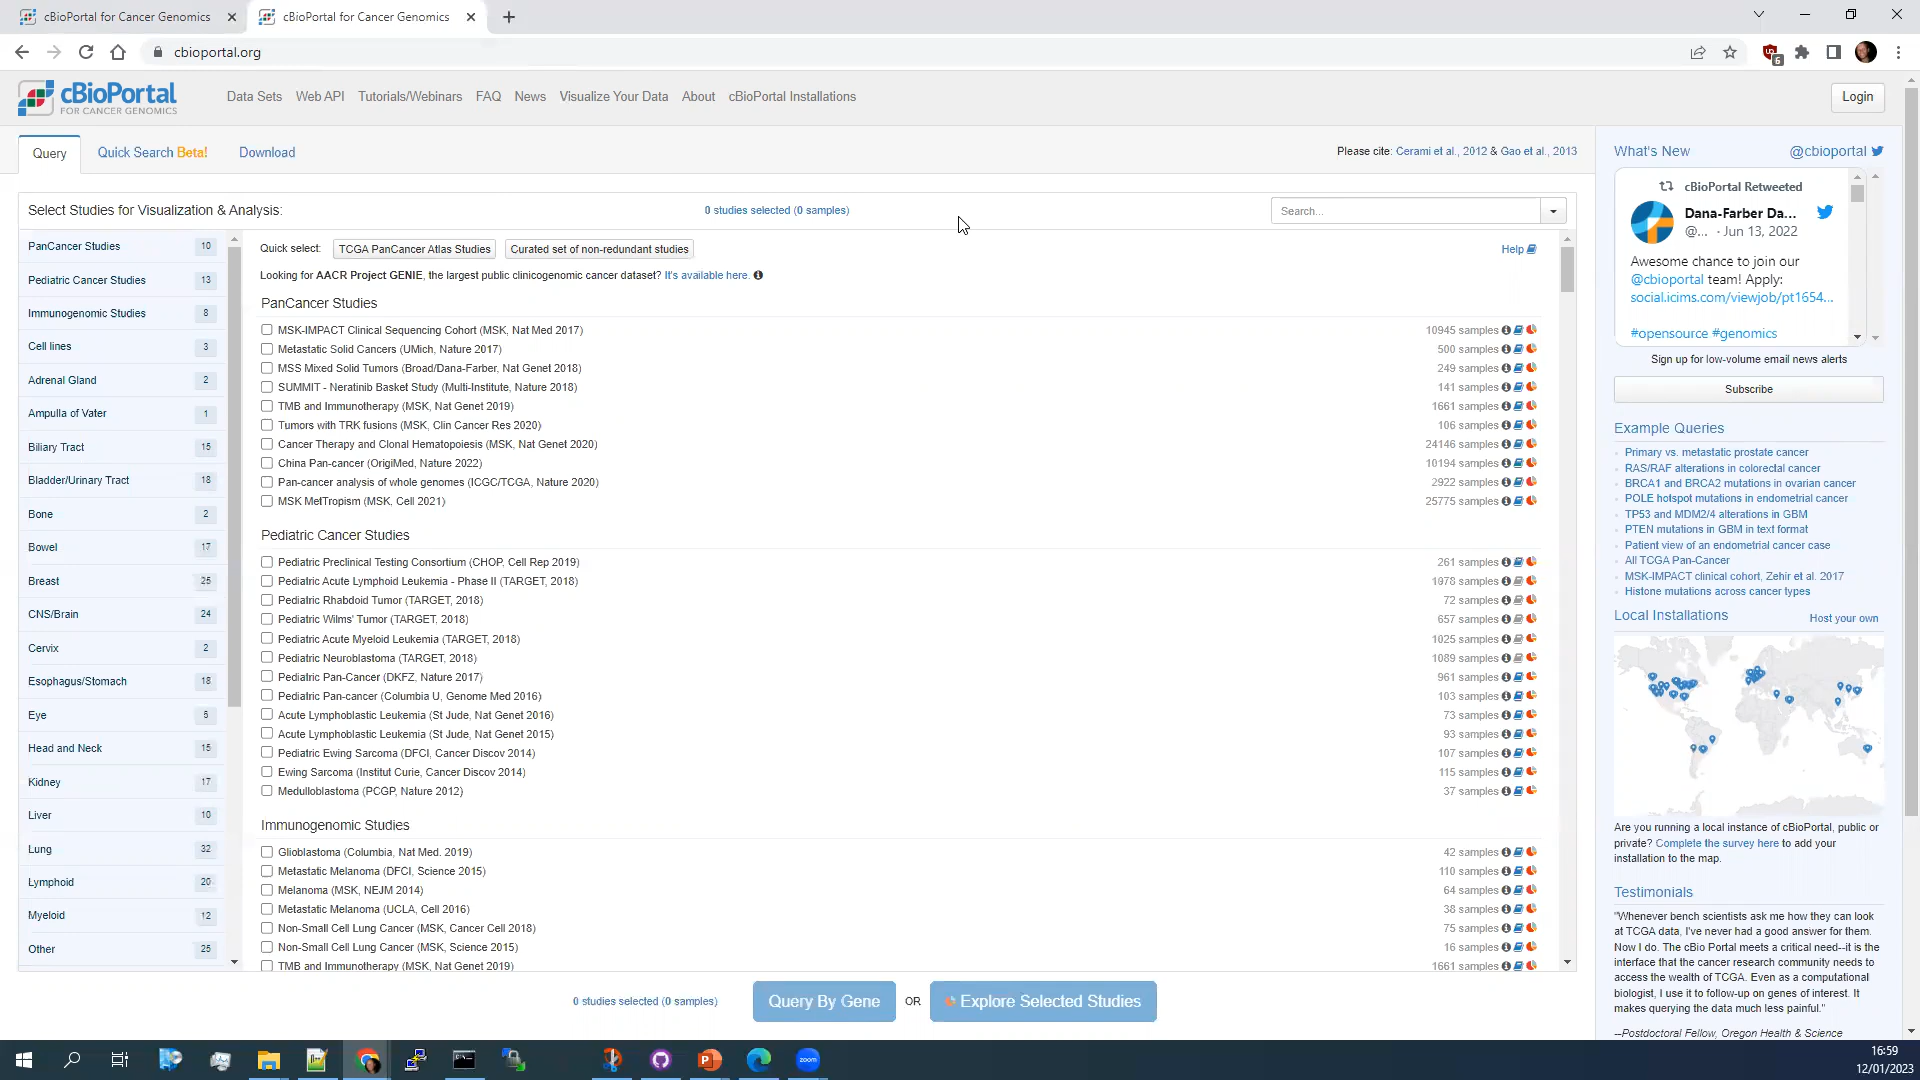 cBioPortal for Cancer Genomics
cBioPortal for Cancer Genomics
cbioportal.org
6
cBioPortal
FOR CANCER GENOMICS
Data Sets Web API Tutorials/Webinars FAQ News Visualize Your Data About cBioPortal Installations
Login
Query Quick Search Beta! Download
Please cite: Cerami et al., 2012 & Gao et al., 2013
Select Studies for Visualization & Analysis:
0 studies selected (0 samples)
Search...
PanCancer Studies 10
Pediatric Cancer Studies 13
Immunogenomic Studies 8
Cell lines 3
Adrenal Gland 2
Ampulla of Vater 1
Biliary Tract 15
Bladder/Urinary Tract 18
Bone 2
Bowel 17
Breast 25
CNS/Brain 24
Cervix 2
Esophagus/Stomach 18
Eye 5
Head and Neck 15
Kidney 17
Liver 10
Lung 32
Lymphoid 20
Myeloid 12
Other 25
Quick select: TCGA PanCancer Atlas Studies Curated set of non-redundant studies
Help
Looking for AACR Project GENIE, the largest public clinicogenomic cancer dataset? It's available here.
PanCancer Studies
MSK-IMPACT Clinical Sequencing Cohort (MSK, Nat Med 2017) 10945 samples
Metastatic Solid Cancers (UMich, Nature 2017) 500 samples
MSS Mixed Solid Tumors (Broad/Dana-Farber, Nat Genet 2018) 249 samples
SUMMIT - Neratinib Basket Study (Multi-Institute, Nature 2018) 141 samples
TMB and Immunotherapy (MSK, Nat Genet 2019) 1661 samples
Tumors with TRK fusions (MSK, Clin Cancer Res 2020) 106 samples
Cancer Therapy and Clonal Hematopoiesis (MSK, Nat Genet 2020) 24146 samples
China Pan-cancer (OrigiMed, Nature 2022) 10194 samples
Pan-cancer analysis of whole genomes (ICGC/TCGA, Nature 2020) 2922 samples
MSK MetTropism (MSK, Cell 2021) 25775 samples
Pediatric Cancer Studies
Pediatric Preclinical Testing Consortium (CHOP, Cell Rep 2019) 261 samples
Pediatric Acute Lymphoid Leukemia - Phase II (TARGET, 2018) 1978 samples
Pediatric Rhabdoid Tumor (TARGET, 2018) 72 samples
Pediatric Wilms' Tumor (TARGET, 2018) 657 samples
Pediatric Acute Myeloid Leukemia (TARGET, 2018) 1025 samples
Pediatric Neuroblastoma (TARGET, 2018) 1089 samples
Pediatric Pan-Cancer (DKFZ, Nature 2017) 961 samples
Pediatric Pan-cancer (Columbia U, Genome Med 2016) 103 samples
Acute Lymphoblastic Leukemia (St Jude, Nat Genet 2016) 73 samples
Acute Lymphoblastic Leukemia (St Jude, Nat Genet 2015) 93 samples
Pediatric Ewing Sarcoma (DFCI, Cancer Discov 2014) 107 samples
Ewing Sarcoma (Institut Curie, Cancer Discov 2014) 115 samples
Medulloblastoma (PCGP, Nature 2012) 37 samples
Immunogenomic Studies
Glioblastoma (Columbia, Nat Med. 2019) 42 samples
Metastatic Melanoma (DFCI, Science 2015) 110 samples
Melanoma (MSK, NEJM 2014) 64 samples
Metastatic Melanoma (UCLA, Cell 2016) 38 samples
Non-Small Cell Lung Cancer (MSK, Cancer Cell 2018) 75 samples
Non-Small Cell Lung Cancer (MSK, Science 2015) 16 samples
TMB and Immunotherapy (MSK, Nat Genet 2019) 1661 samples
0 studies selected (0 samples) Query By Gene OR Explore Selected Studies
What's New @cbioportal
cBioPortal Retweeted
Dana-Farber Da...
@... · Jun 13, 2022
Awesome chance to join our
@cbioportal team! Apply:
social.icims.com/viewjob/pt1654...
#opensource #genomics
Sign up for low-volume email news alerts
Subscribe
Example Queries
Primary vs. metastatic prostate cancer
RAS/RAF alterations in colorectal cancer
BRCA1 and BRCA2 mutations in ovarian cancer
POLE hotspot mutations in endometrial cancer
TP53 and MDM2/4 alterations in GBM
PTEN mutations in GBM in text format
Patient view of an endometrial cancer case
All TCGA Pan-Cancer
MSK-IMPACT clinical cohort, Zehir et al. 2017
Histone mutations across cancer types
Local Installations Host your own
Are you running a local instance of cBioPortal, public or
private? Complete the survey here to add your
installation to the map.
Testimonials
"Whenever bench scientists ask me how they can look
at TCGA data, I've never had a good answer for them.
Now I do. The cBio Portal meets a critical need--it is the
interface that the cancer research community needs to
access the wealth of TCGA. Even as a computational
biologist, I use it to follow-up on genes of interest. It
makes querying the data much less painful."
--Postdoctoral Fellow, Oregon Health & Science
zoom
16:59
12/01/2023